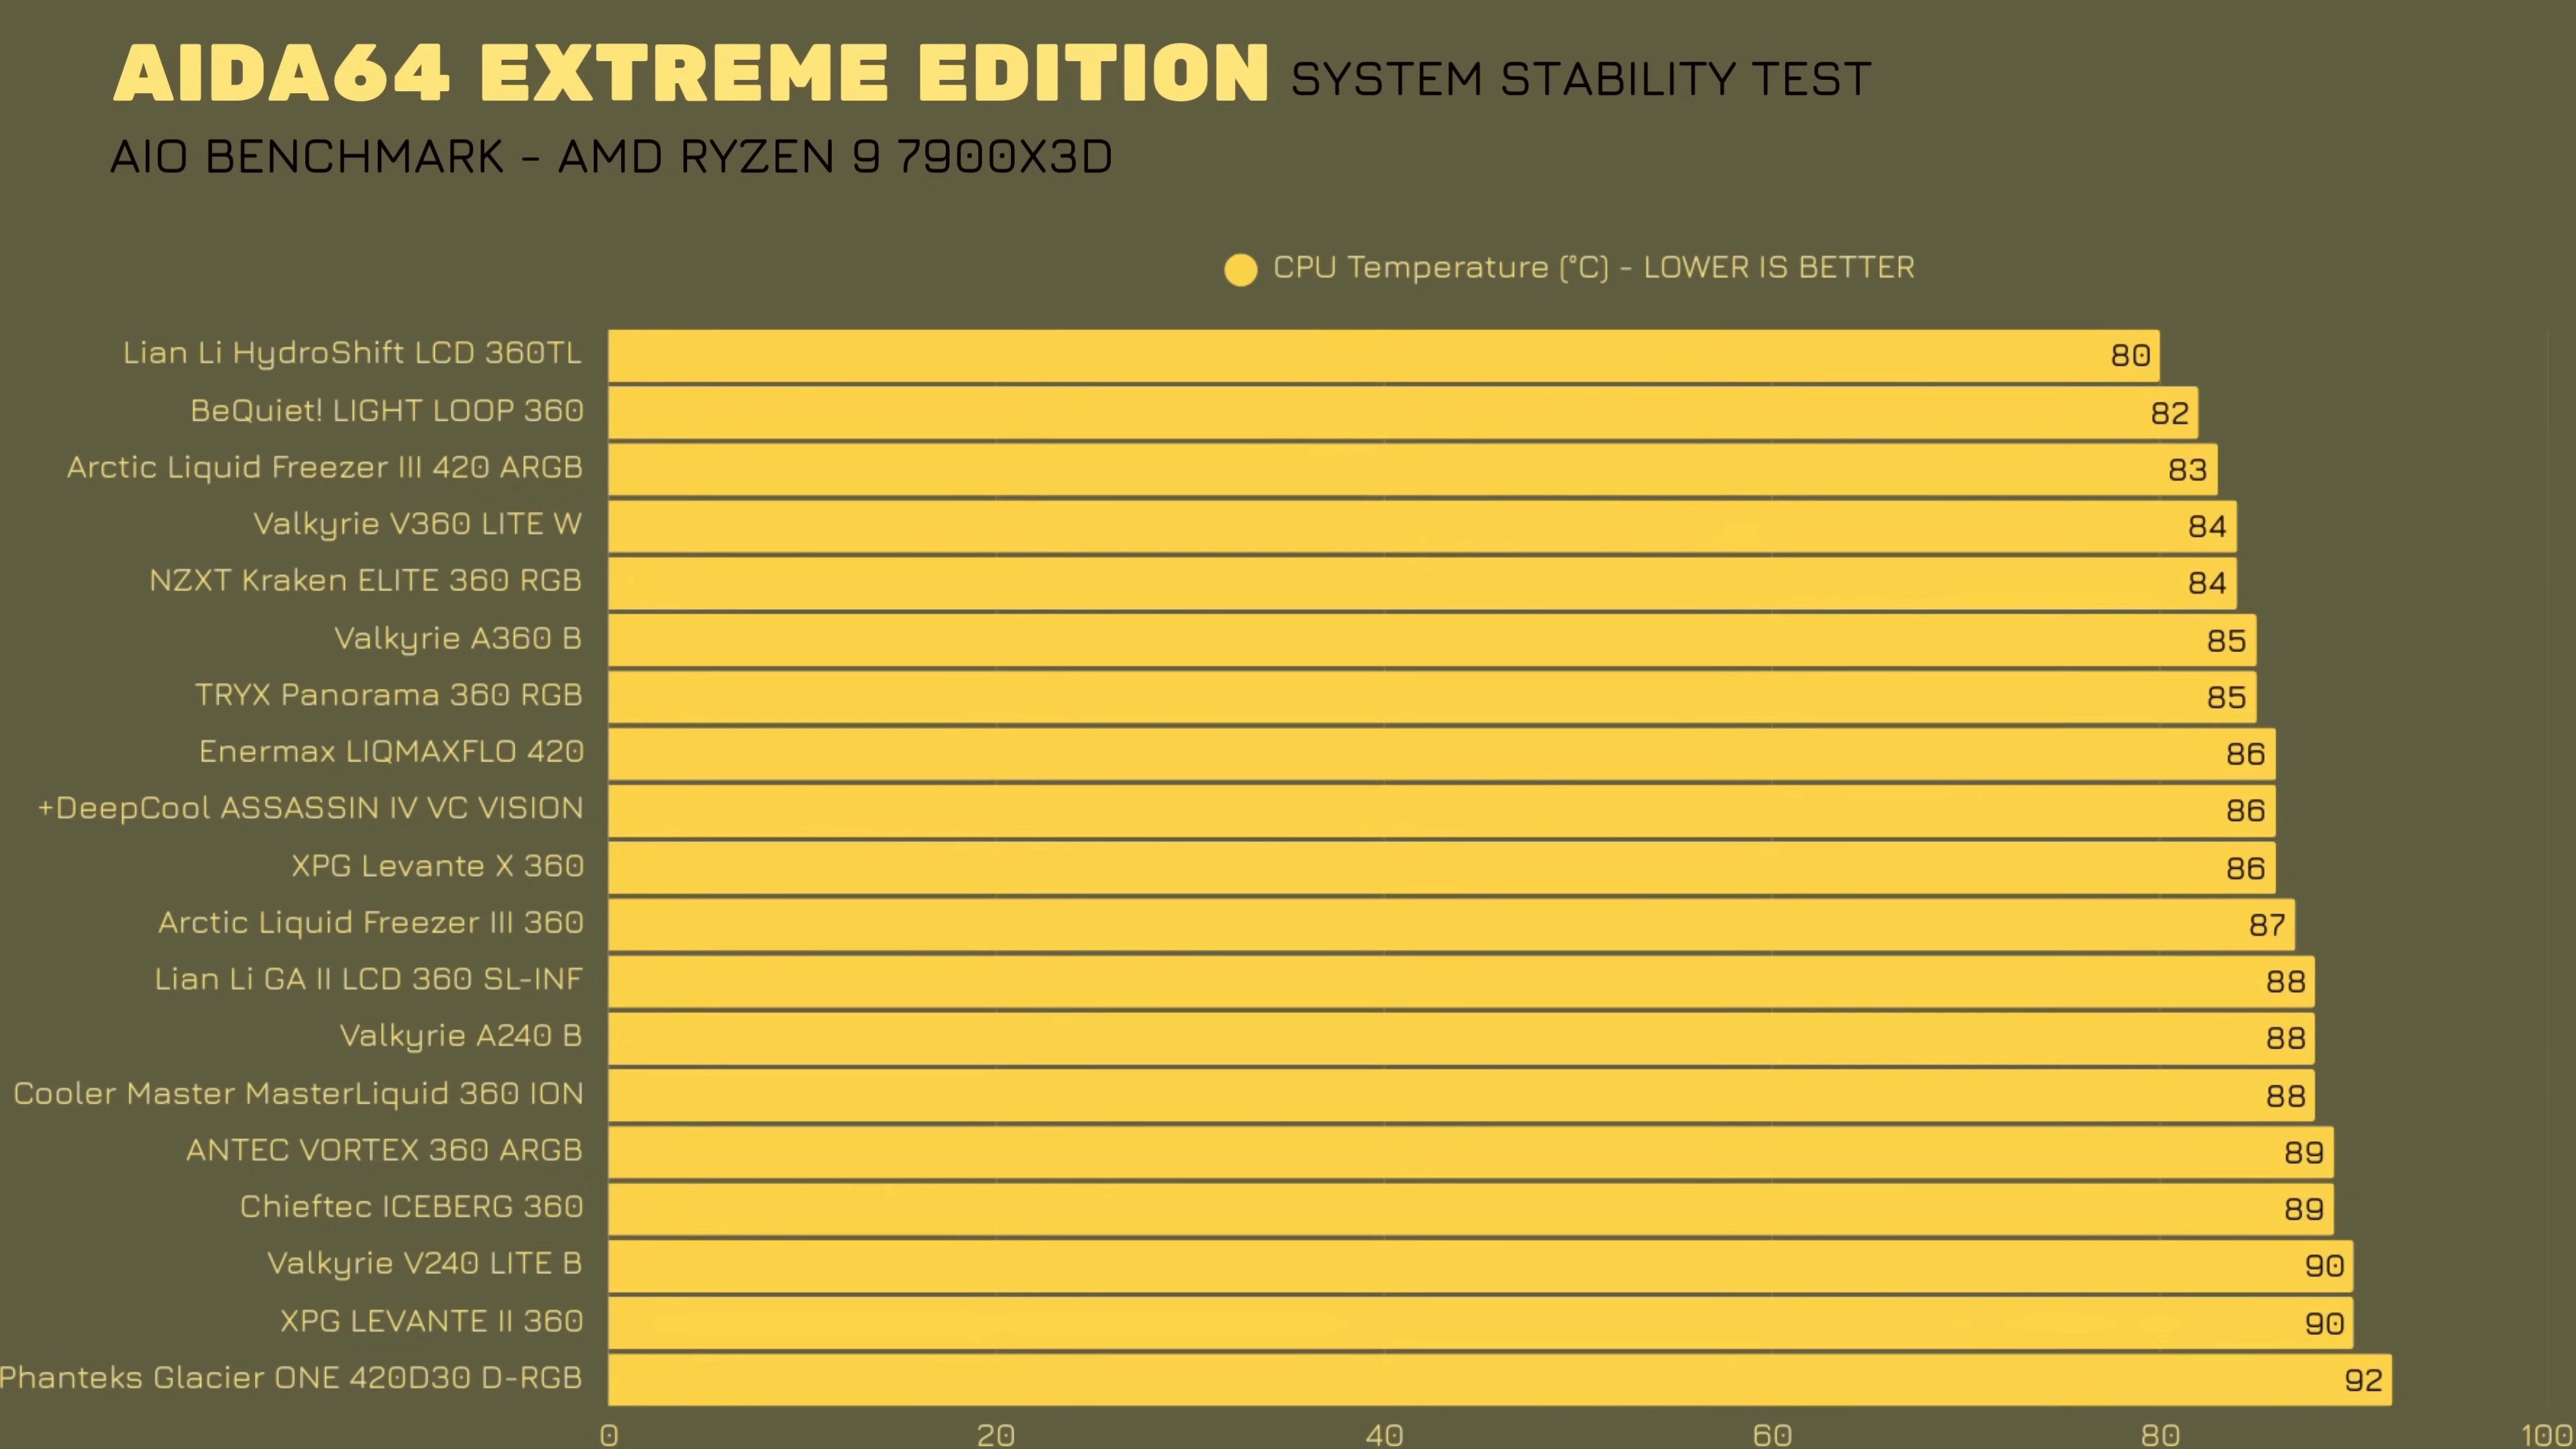 AIDA64 EXTREME EDITION SYSTEM STABILITY TEST
AIO BENCHMARK - AMD RYZEN 9 7900X3D
CPU Temperature (°C) - LOWER IS BETTER
Lian Li HydroShift LCD 360TL 80
BeQuiet! LIGHT LOOP 360 82
Arctic Liquid Freezer III 420 ARGB 83
Valkyrie V360 LITE W 84
NZXT Kraken ELITE 360 RGB 84
Valkyrie A360 B 85
TRYX Panorama 360 RGB 85
Enermax LIQMAXFLO 420 86
+DeepCool ASSASSIN IV VC VISION 86
XPG Levante X 360 86
Arctic Liquid Freezer III 360 87
Lian Li GA II LCD 360 SL-INF 88
Valkyrie A240 B 88
Cooler Master MasterLiquid 360 ION 88
ANTEC VORTEX 360 ARGB 89
Chieftec ICEBERG 360 89
Valkyrie V240 LITE B 90
XPG LEVANTE II 360 90
Phanteks Glacier ONE 420D30 D-RGB 92
0 20 40 60 80 100